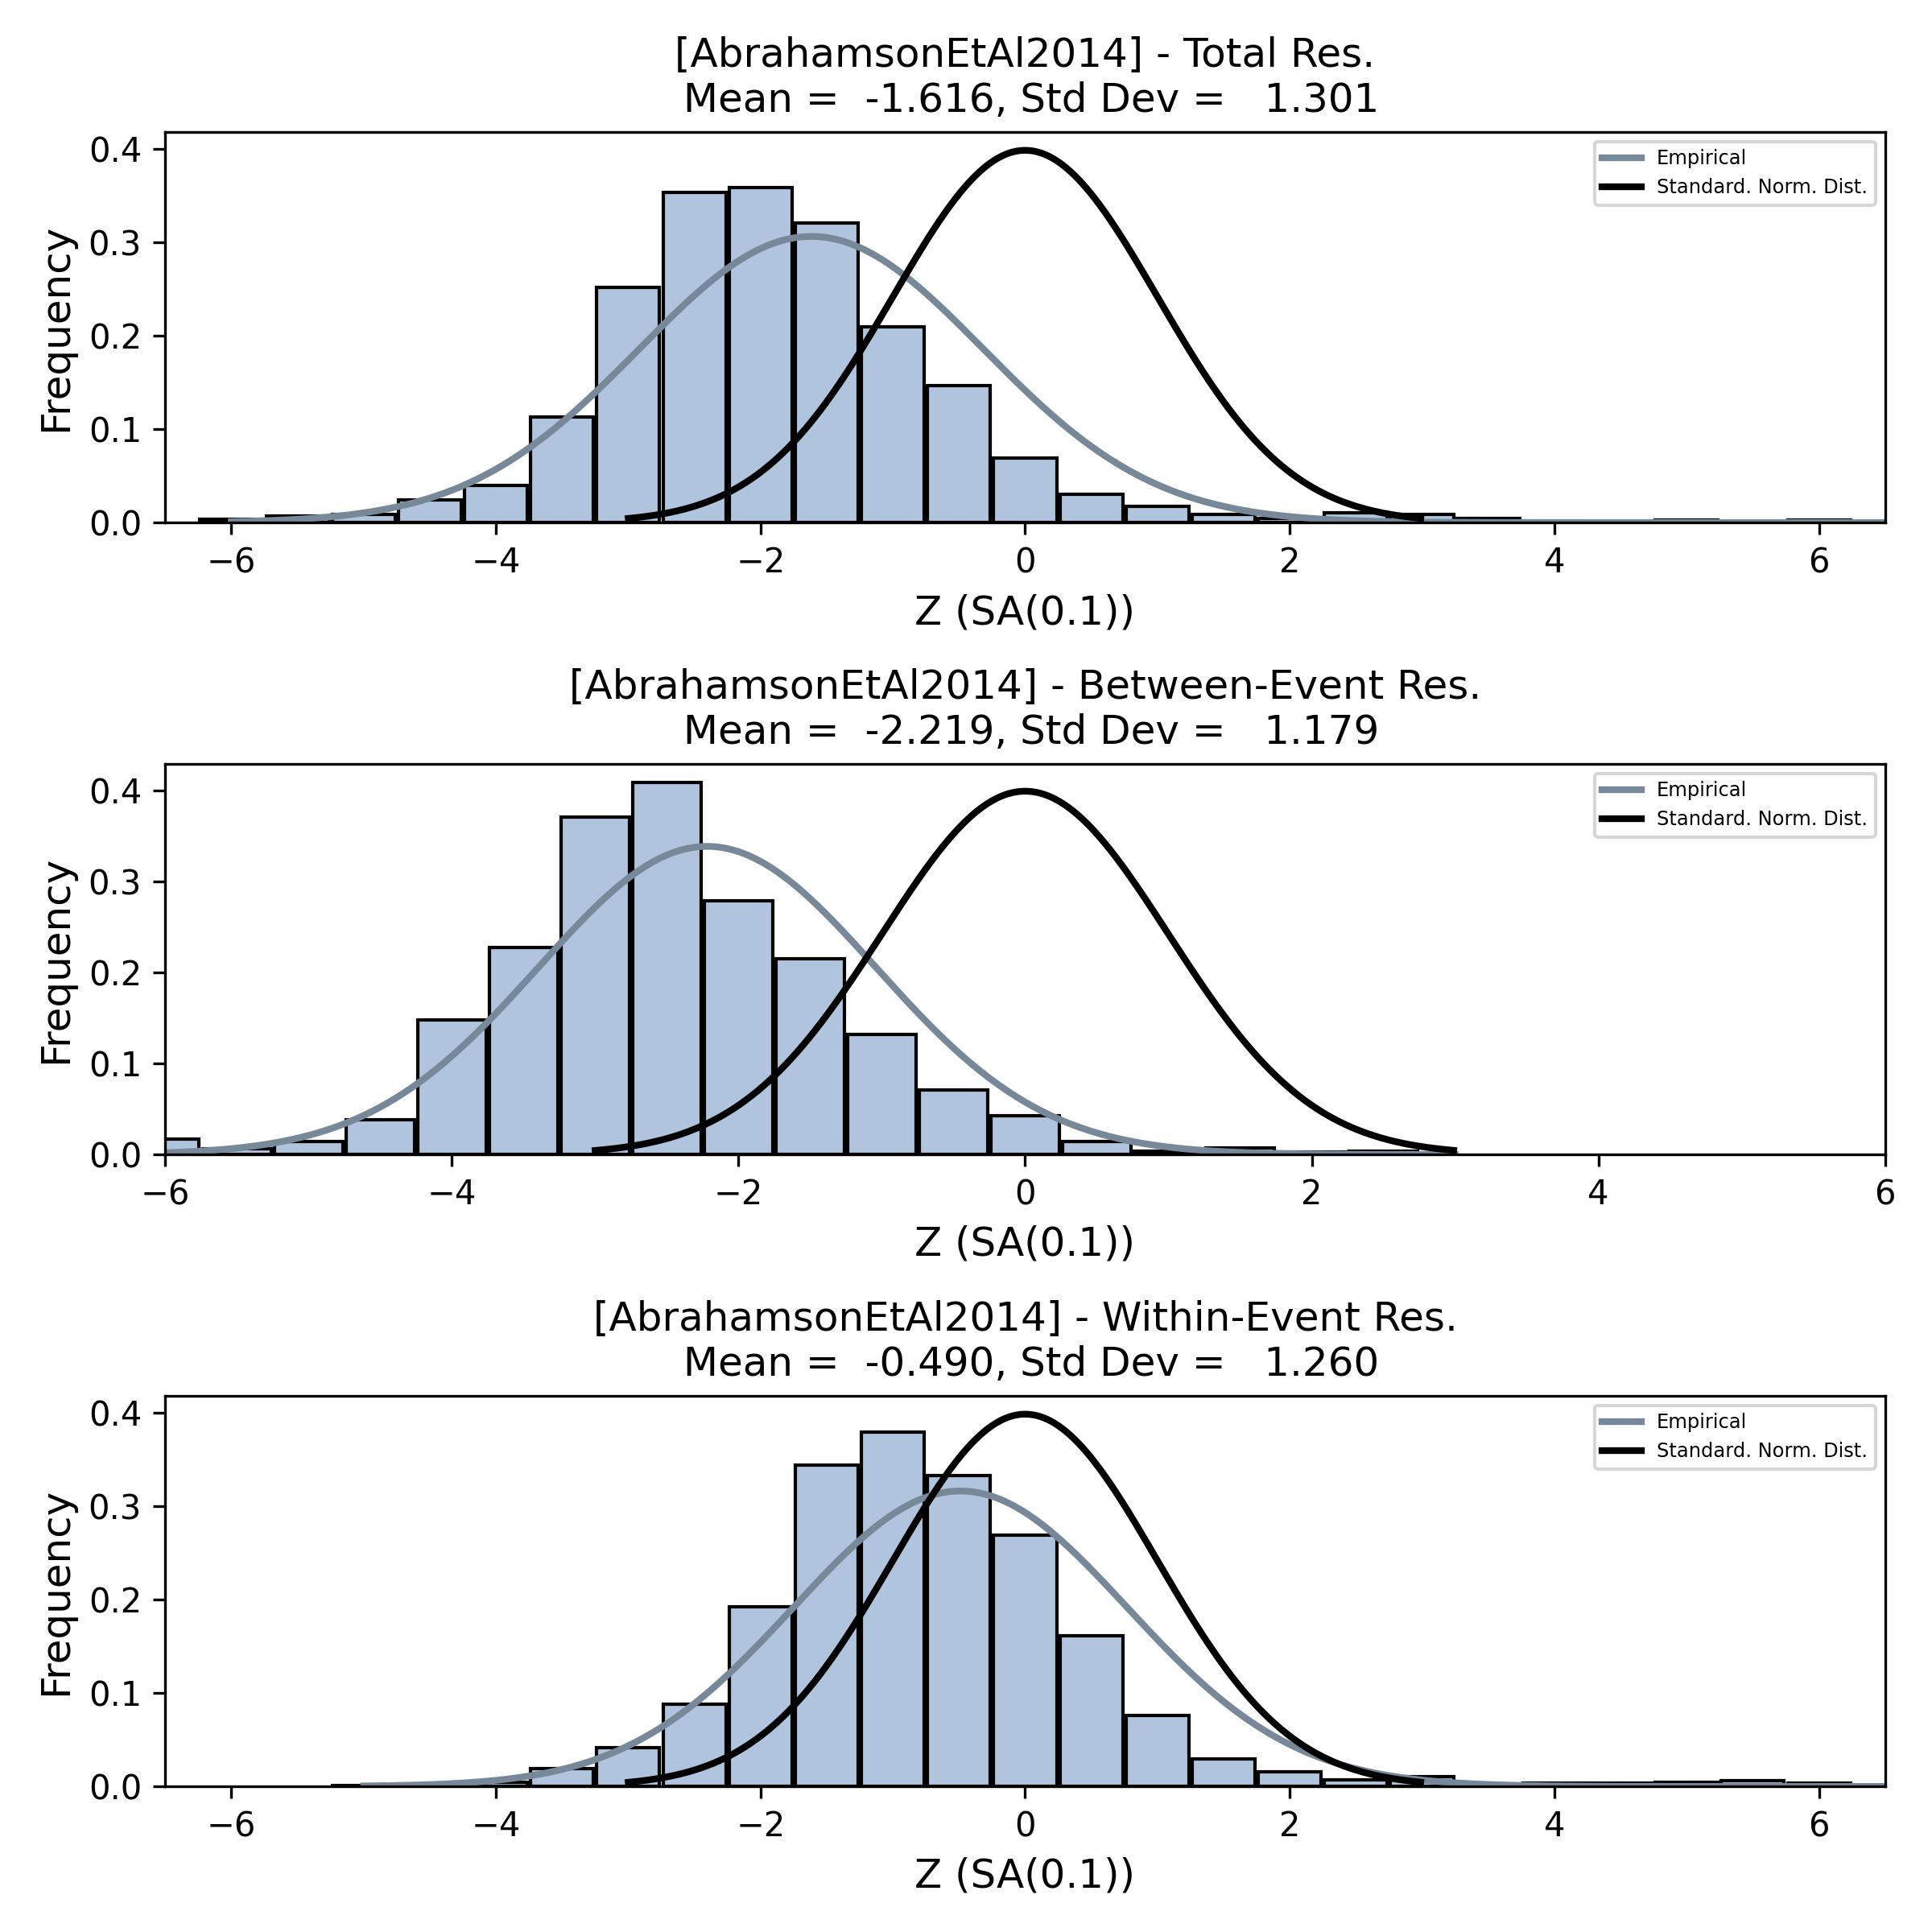 [AbrahamsonEtAl2014] - Total Res.
Mean =  -1.616, Std Dev =   1.301
Frequency
0.4
0.3
0.2
0.1
0.0
Empirical
Standard. Norm. Dist.
−6 −4 −2 0 2 4 6
Z (SA(0.1))
[AbrahamsonEtAl2014] - Between-Event Res.
Mean =  -2.219, Std Dev =   1.179
Frequency
0.4
0.3
0.2
0.1
0.0
Empirical
Standard. Norm. Dist.
−6 −4 −2 0 2 4 6
Z (SA(0.1))
[AbrahamsonEtAl2014] - Within-Event Res.
Mean =  -0.490, Std Dev =   1.260
Frequency
0.4
0.3
0.2
0.1
0.0
Empirical
Standard. Norm. Dist.
−6 −4 −2 0 2 4 6
Z (SA(0.1))